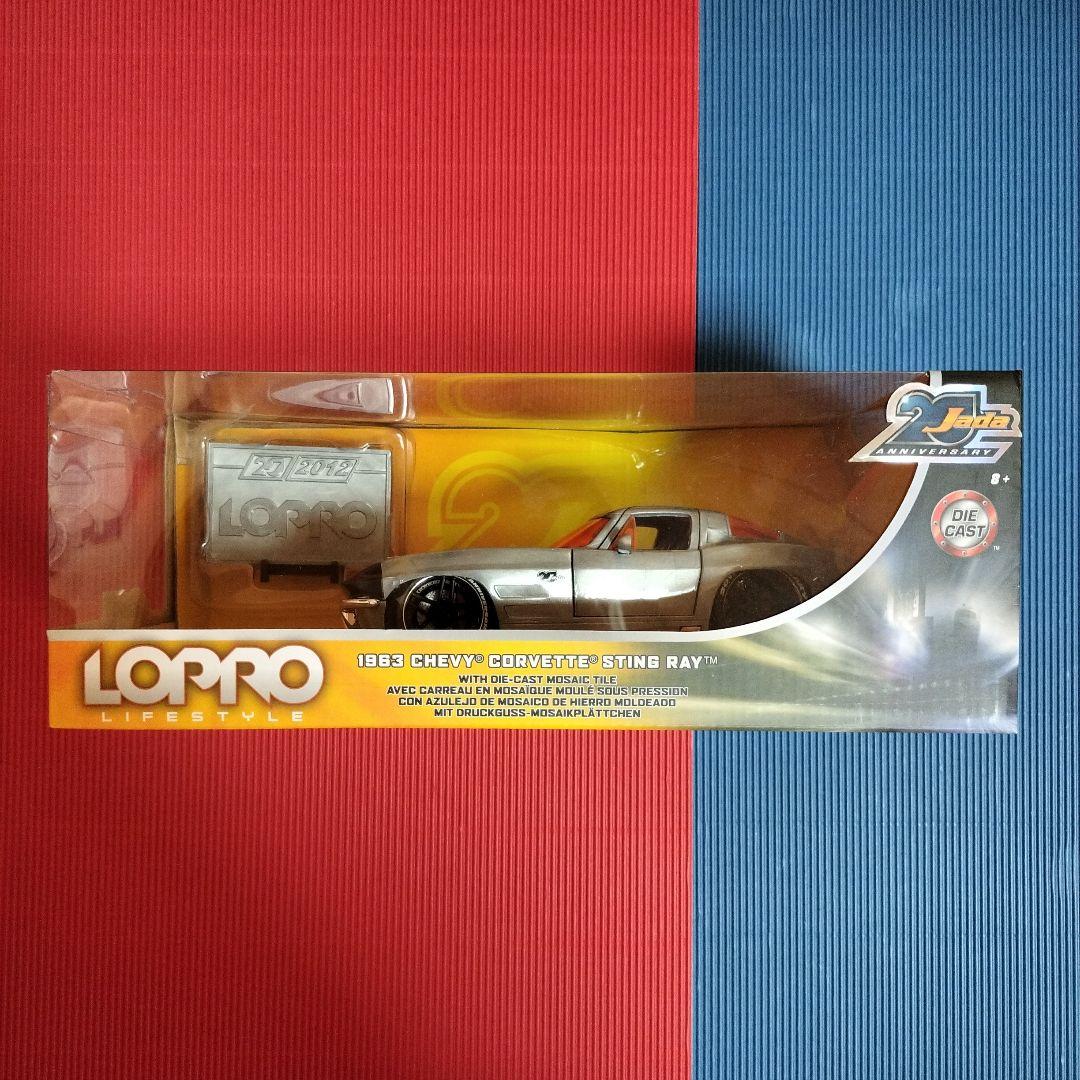 20
Jada
ANNIVERSARY
8+
DIE
CAST
™
2012
LOPRO
LOPRO
LIFESTYLE
1963 CHEVY® CORVETTE® STING RAY™
WITH DIE-CAST MOSAIC TILE
AVEC CARREAU EN MOSAÏQUE MOULÉ SOUS PRESSION
CON AZULEJO DE MOSAICO DE HIERRO MOLDEADO
MIT DRUCKGUSS-MOSAIKPLÄTTCHEN